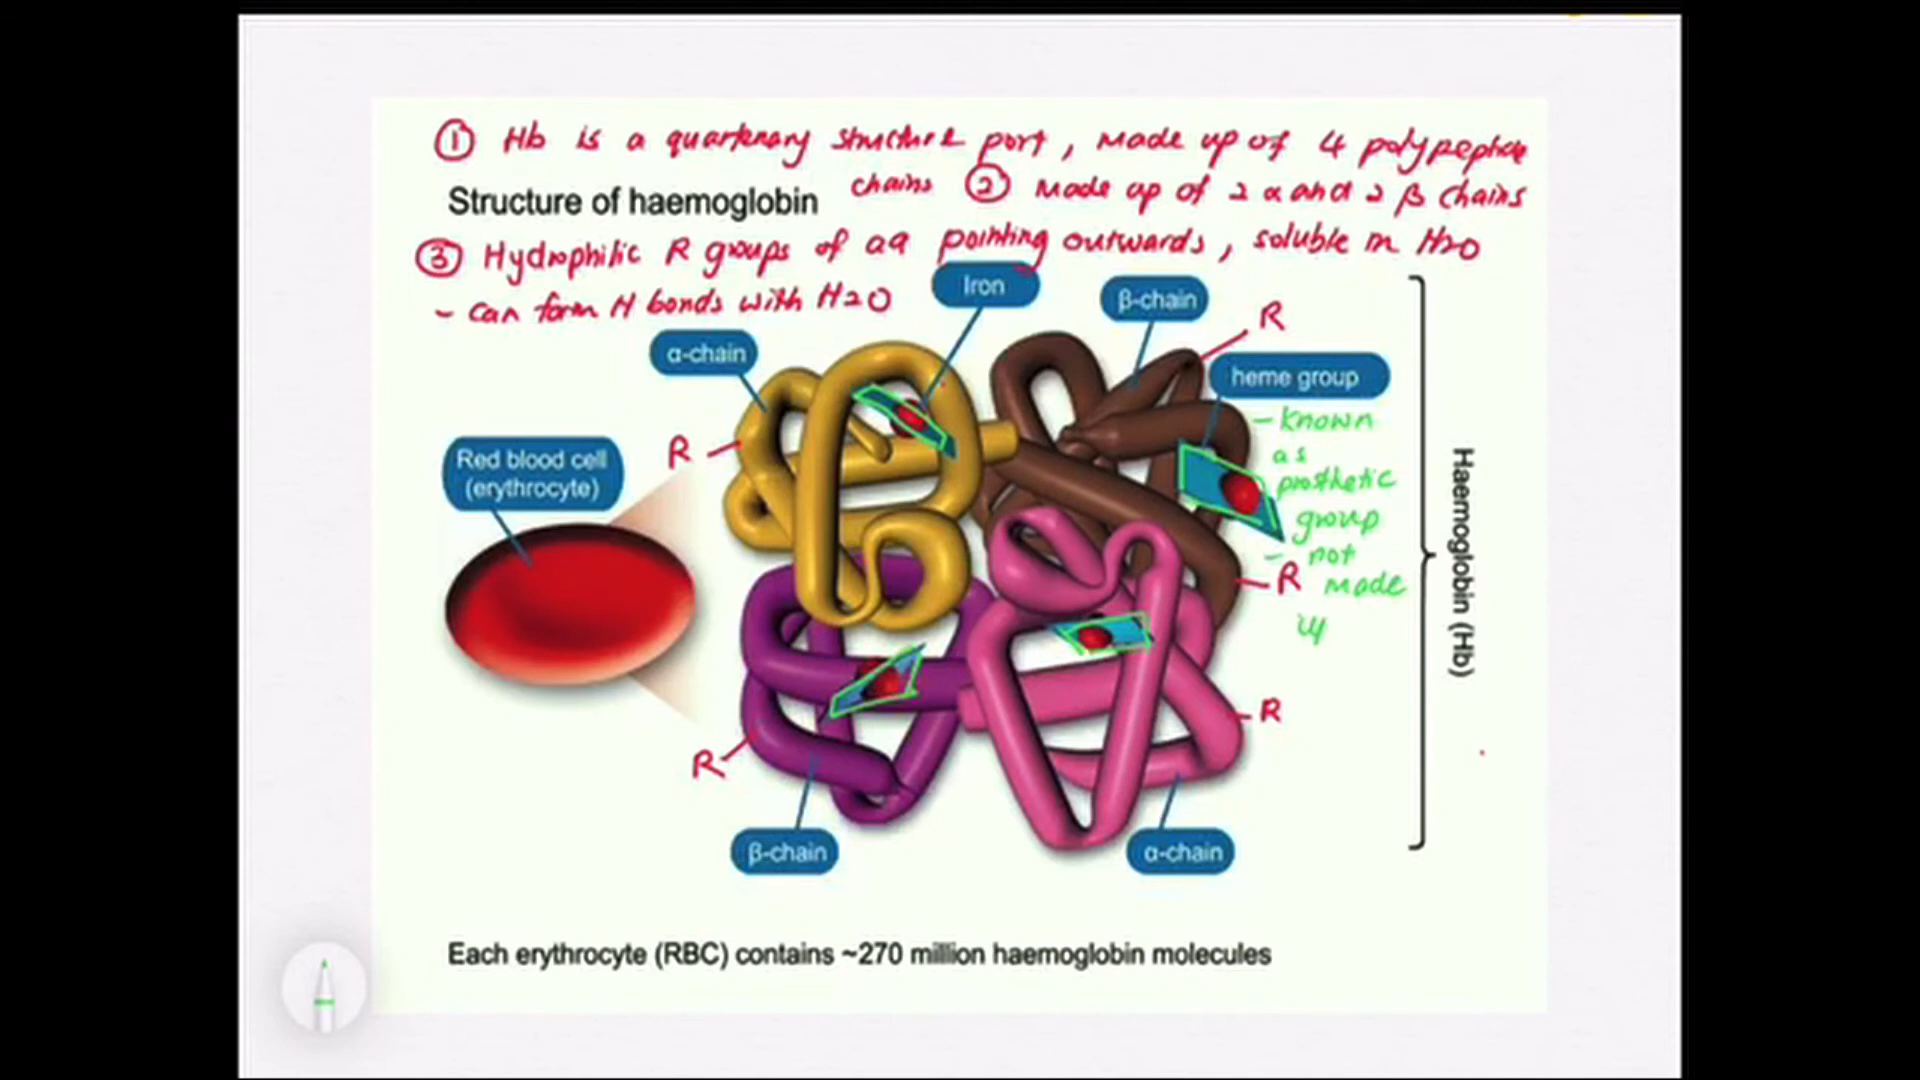 ① Hb is a quartenary structure port, made up of 4 polypeptide
Structure of haemoglobin chains ② Made up of 2 α and 2 β chains
③ Hydrophilic R groups of aa pointing outwards, soluble in H2O
- can form H bonds with H2O
Iron
β-chain
R
α-chain
heme group
- known
as
prosthetic
group
- not
made
up
R
Red blood cell
(erythrocyte)
Haemoglobin (Hb)
R
R
R
β-chain
α-chain
Each erythrocyte (RBC) contains ~270 million haemoglobin molecules